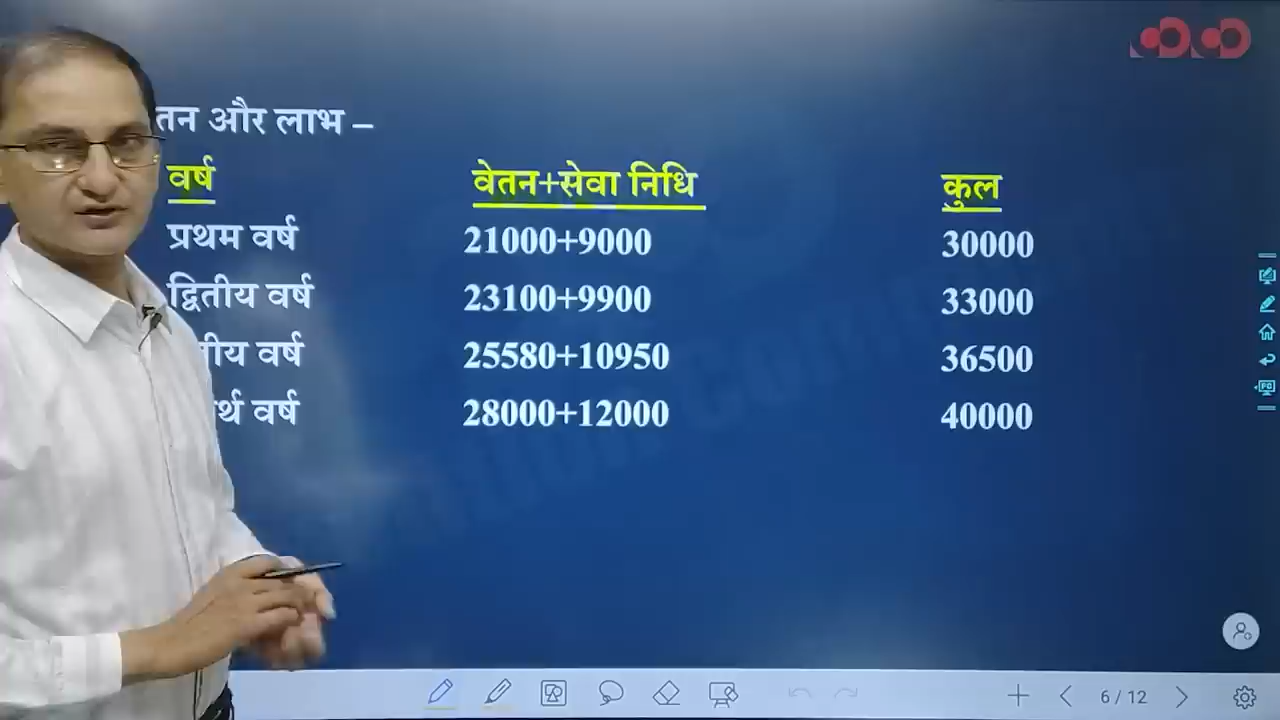 तन और लाभ –
वर्ष वेतन+सेवा निधि कुल
प्रथम वर्ष 21000+9000 30000
द्वितीय वर्ष 23100+9900 33000
तीय वर्ष 25580+10950 36500
र्थ वर्ष 28000+12000 40000
6 / 12